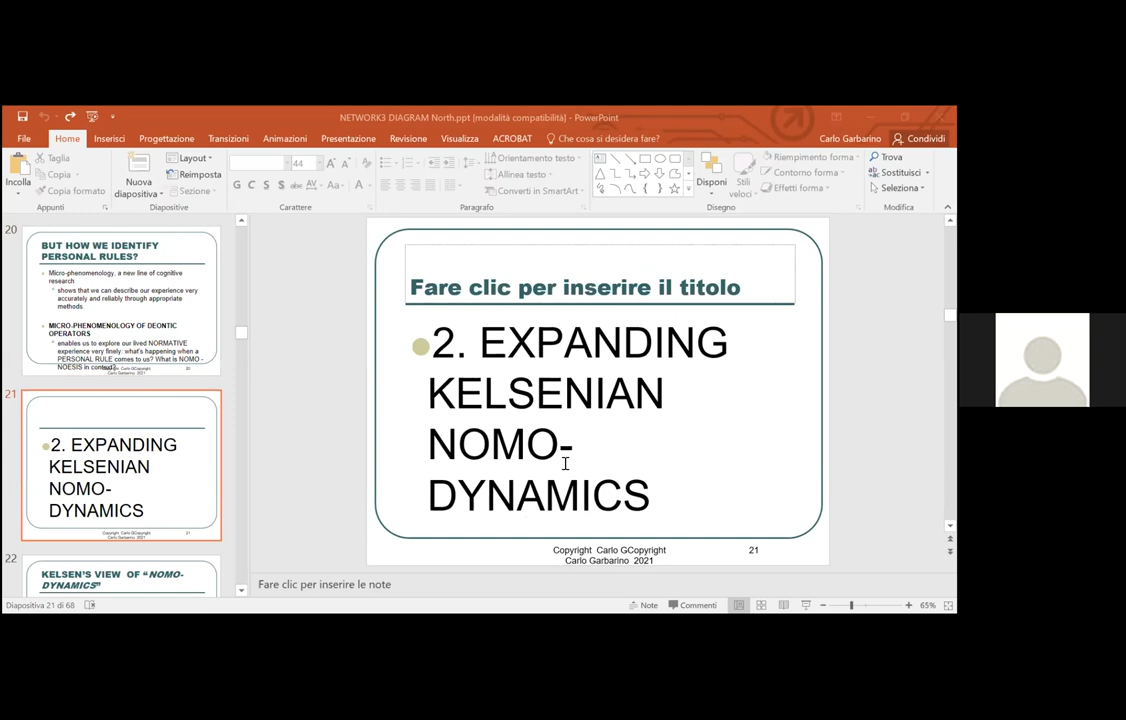 NETWORK3 DIAGRAM North.ppt [modalità compatibilità] - PowerPoint
File Home Inserisci Progettazione Transizioni Animazioni Presentazione Revisione Visualizza ACROBAT Che cosa si desidera fare? Carlo Garbarino Condividi
Incolla
Taglia
Copia
Copia formato
Appunti
Nuova
diapositiva
Layout
Reimposta
Sezione
Diapositive
44
G C S S abc AV Aa A
Carattere
Orientamento testo
Allinea testo
Converti in SmartArt
Paragrafo
Disponi
Stili
veloci
Riempimento forma
Contorno forma
Effetti forma
Disegno
Trova
Sostituisci
Seleziona
Modifica
20
BUT HOW WE IDENTIFY
PERSONAL RULES?
Micro-phenomenology, a new line of cognitive
research
shows that we can describe our experience very
accurately and reliably through appropriate
methods.
MICRO-PHENOMENOLOGY OF DEONTIC
OPERATORS
enables us to explore our lived NORMATIVE
experience very finely: what's happening when a
PERSONAL RULE comes to us? What is NOMO -
NOESIS in context?
Carlo Garbarino 2021
20
21
2. EXPANDING
KELSENIAN
NOMO-
DYNAMICS
Copyright Carlo GCopyright
Carlo Garbarino 2021
21
22
KELSEN'S VIEW OF "NOMO-
DYNAMICS"
Fare clic per inserire il titolo
2. EXPANDING
KELSENIAN
NOMO-
DYNAMICS
Copyright Carlo GCopyright
Carlo Garbarino 2021
21
Fare clic per inserire le note
Diapositiva 21 di 68
Note Commenti 65%